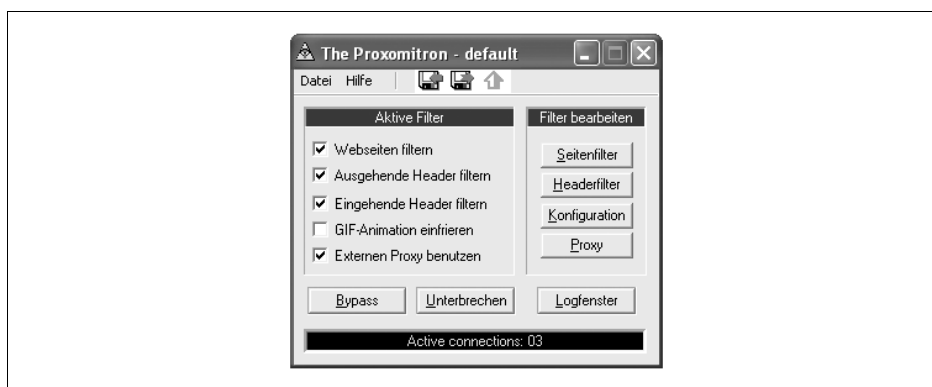 The Proxomitron - default
Datei Hilfe
Aktive Filter
Webseiten filtern
Ausgehende Header filtern
Eingehende Header filtern
GIF-Animation einfrieren
Externen Proxy benutzen
Filter bearbeiten
Seitenfilter
Headerfilter
Konfiguration
Proxy
Bypass Unterbrechen Logfenster
Active connections: 03